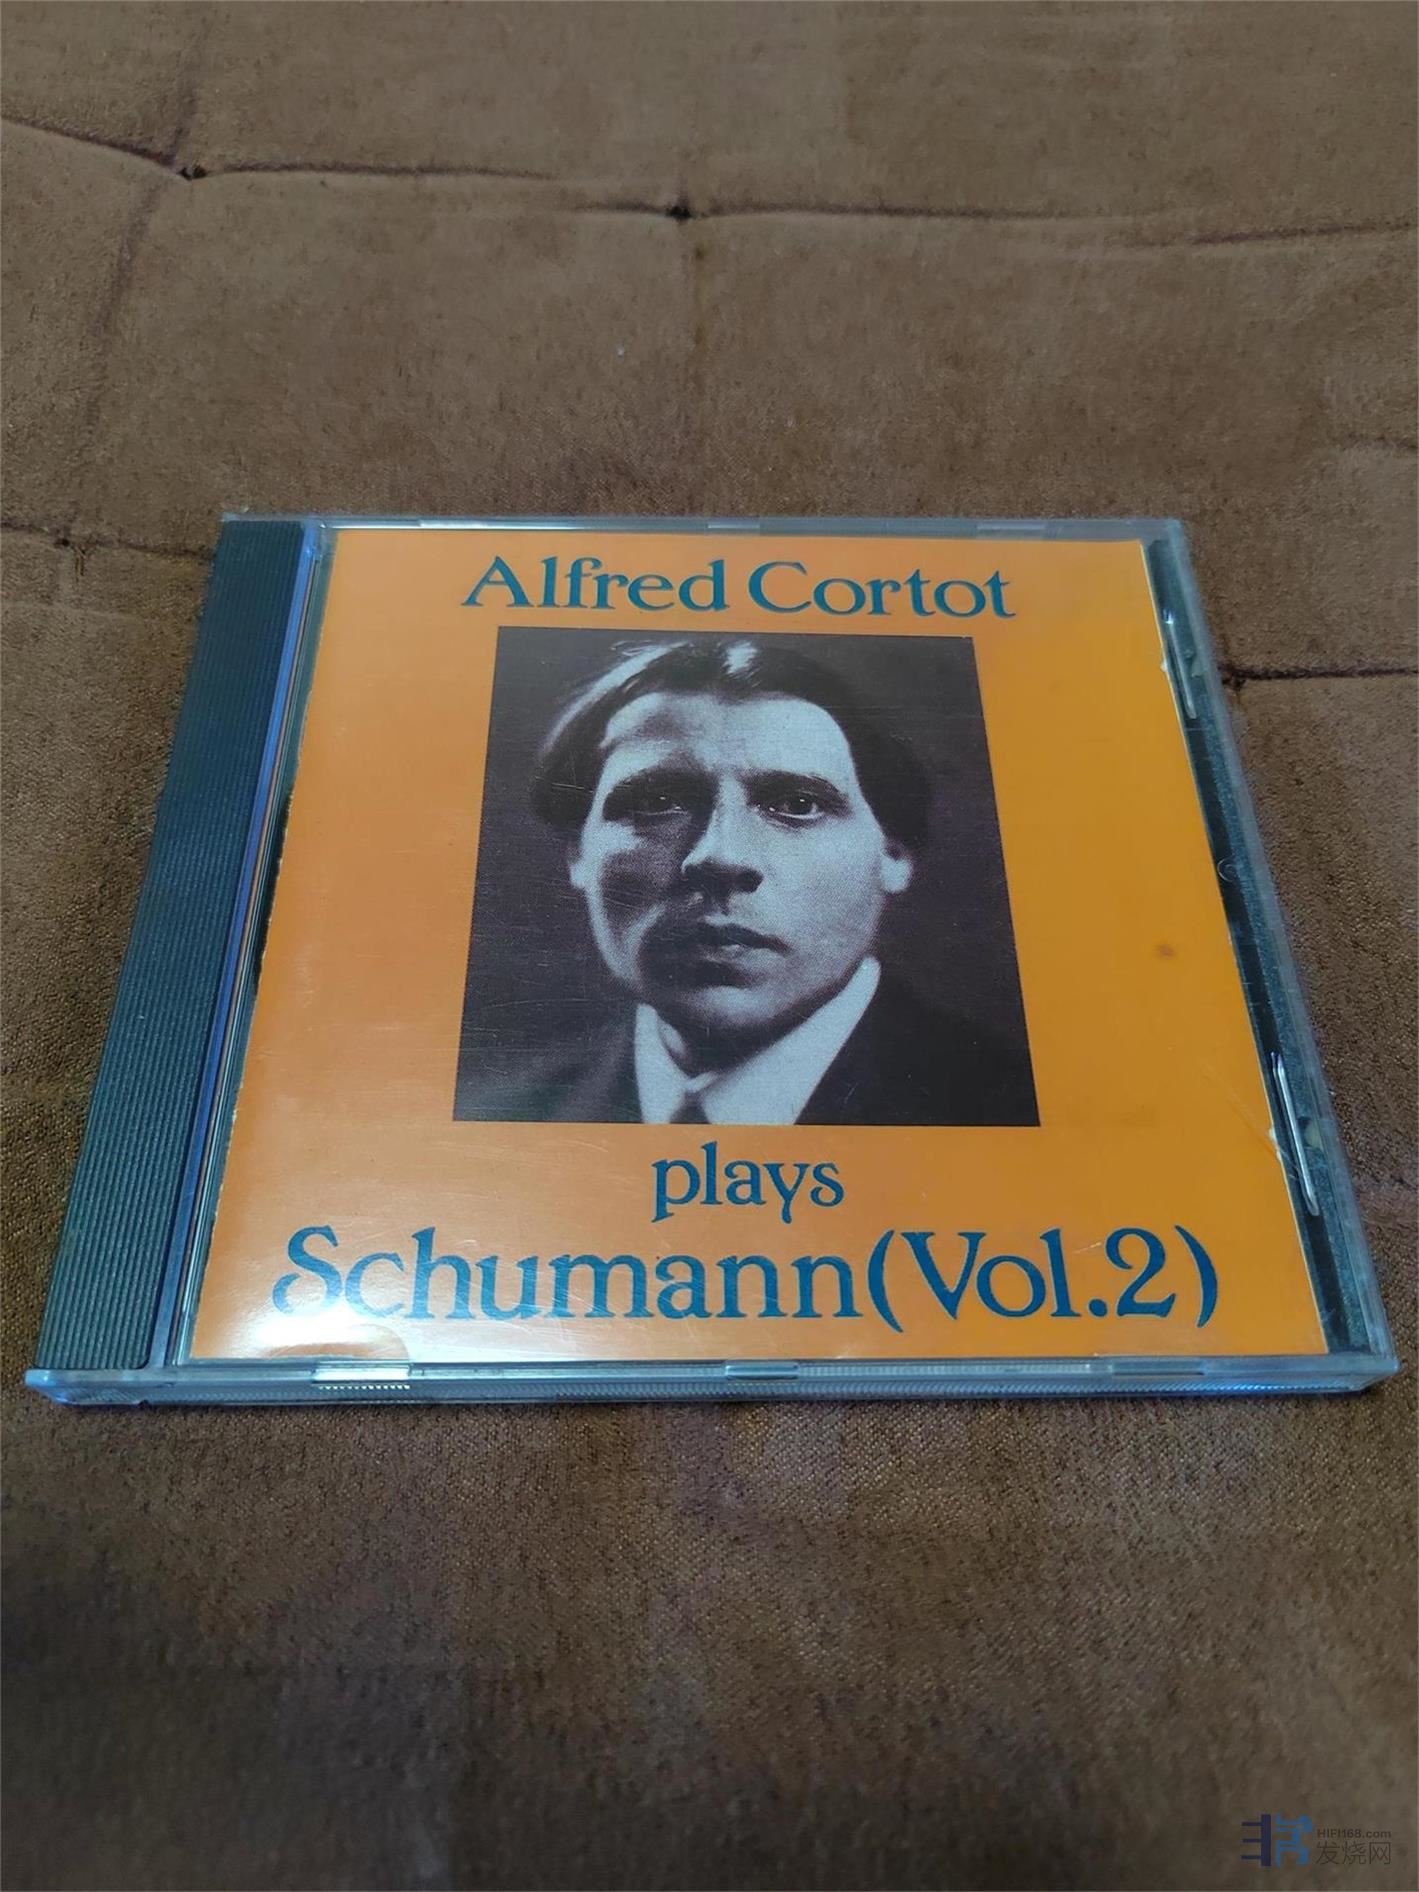 Alfred Cortot
plays
Schumann (Vol.2)
HIFI168.com
发烧网